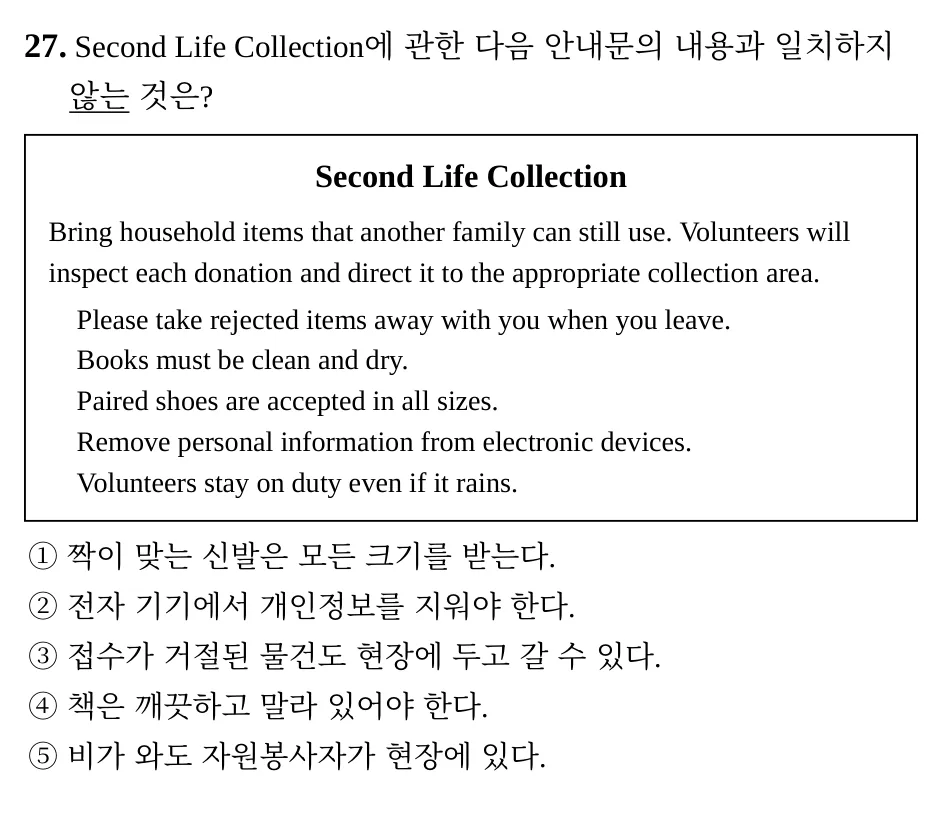 27. Second Life Collection에 관한 다음 안내문의 내용과 일치하지
않는 것은?
Second Life Collection
Bring household items that another family can still use. Volunteers will
inspect each donation and direct it to the appropriate collection area.
Please take rejected items away with you when you leave.
Books must be clean and dry.
Paired shoes are accepted in all sizes.
Remove personal information from electronic devices.
Volunteers stay on duty even if it rains.
① 짝이 맞는 신발은 모든 크기를 받는다.
② 전자 기기에서 개인정보를 지워야 한다.
③ 접수가 거절된 물건도 현장에 두고 갈 수 있다.
④ 책은 깨끗하고 말라 있어야 한다.
⑤ 비가 와도 자원봉사자가 현장에 있다.